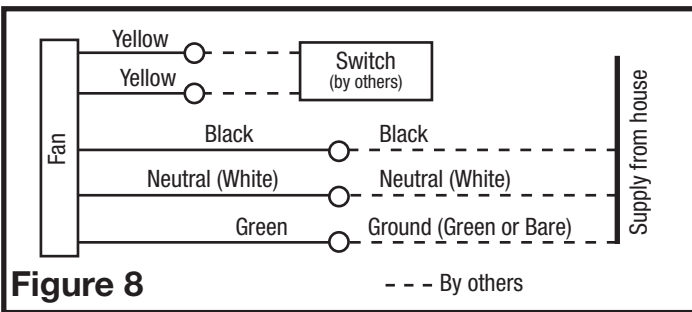 Yellow
Switch
(by others)
Yellow
Fan
Black
Black
Neutral (White)
Neutral (White)
Green
Ground (Green or Bare)
Supply from house
Figure 8
- - - By others